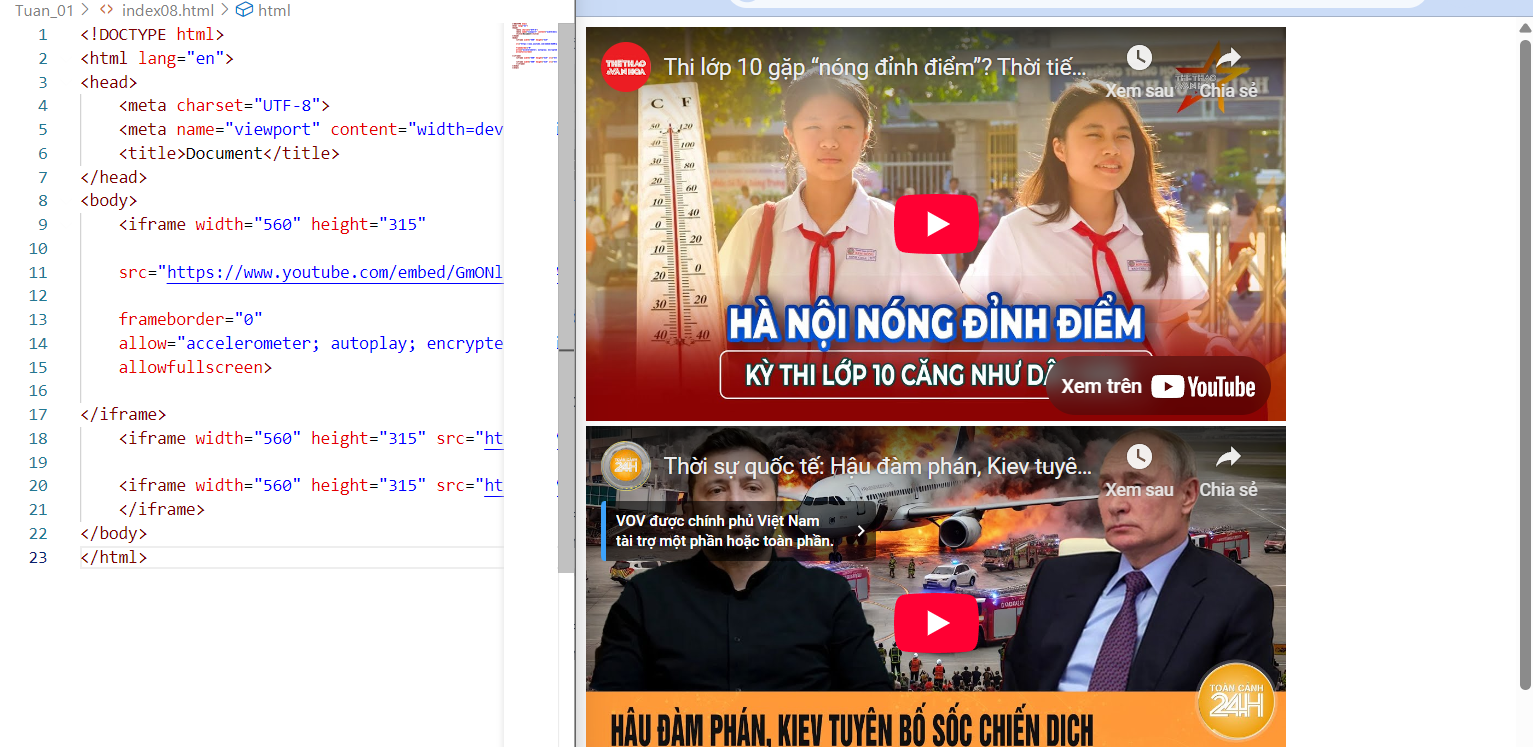 Tuan_01 > <> index08.html > html
1 <!DOCTYPE html>
2 <html lang="en">
3 <head>
4 <meta charset="UTF-8">
5 <meta name="viewport" content="width=dev
6 <title>Document</title>
7 </head>
8 <body>
9 <iframe width="560" height="315"
10
11 src="https://www.youtube.com/embed/GmONl
12
13 frameborder="0"
14 allow="accelerometer; autoplay; encrypte
15 allowfullscreen>
16
17 </iframe>
18 <iframe width="560" height="315" src="ht
19
20 <iframe width="560" height="315" src="ht
21 </iframe>
22 </body>
23 </html>
THỂ THAO
&VĂN HÓA
Thi lớp 10 gặp “nóng đỉnh điểm”? Thời tiế...
Xem sau
Chia sẻ
C F
HÀ NỘI NÓNG ĐỈNH ĐIỂM
KỲ THI LỚP 10 CĂNG NHƯ DÂ
Xem trên YouTube
TOÀN CẢNH
24H
Thời sự quốc tế: Hậu đàm phán, Kiev tuyê...
Xem sau
Chia sẻ
VOV được chính phủ Việt Nam
tài trợ một phần hoặc toàn phần.
TOÀN CẢNH
24H
HẬU ĐÀM PHÁN, KIEV TUYÊN BỐ SỐC CHIẾN DỊCH